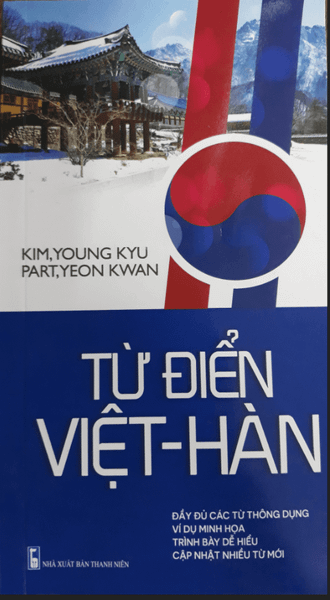 KIM,YOUNG KYU
PART,YEON KWAN
TỪ ĐIỂN
VIỆT-HÀN
ĐẦY ĐỦ CÁC TỪ THÔNG DỤNG
VÍ DỤ MINH HỌA
TRÌNH BÀY DỄ HIỂU
CẬP NHẬT NHIỀU TỪ MỚI
NHÀ XUẤT BẢN THANH NIÊN